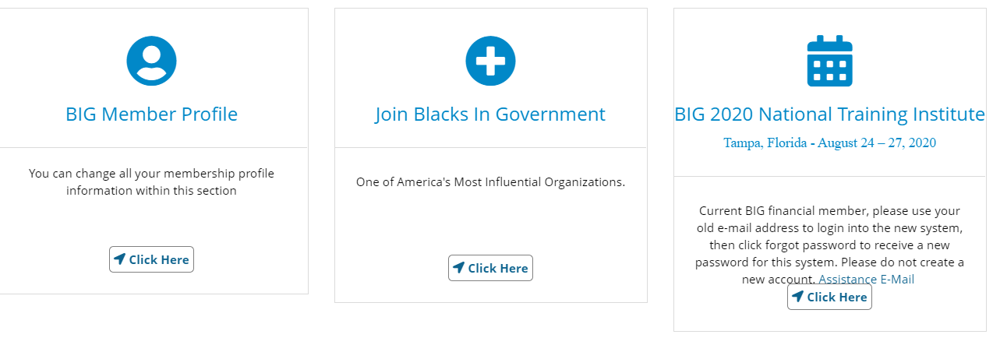 BIG Member Profile
You can change all your membership profile
information within this section
Click Here
Join Blacks In Government
One of America's Most Influential Organizations.
Click Here
BIG 2020 National Training Institute
Tampa, Florida - August 24 – 27, 2020
Current BIG financial member, please use your
old e-mail address to login into the new system,
then click forgot password to receive a new
password for this system. Please do not create a
new account. Assistance E-Mail
Click Here